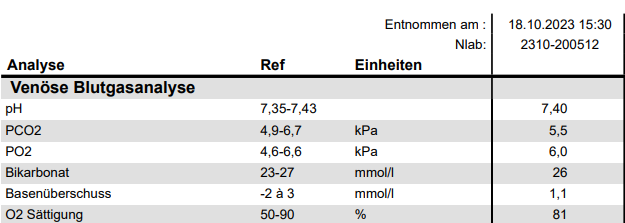 Entnommen am : 18.10.2023 15:30
Nlab: 2310-200512
Analyse Ref Einheiten
Venöse Blutgasanalyse
pH 7,35-7,43 7,40
PCO2 4,9-6,7 kPa 5,5
PO2 4,6-6,6 kPa 6,0
Bikarbonat 23-27 mmol/l 26
Basenüberschuss -2 à 3 mmol/l 1,1
O2 Sättigung 50-90 % 81